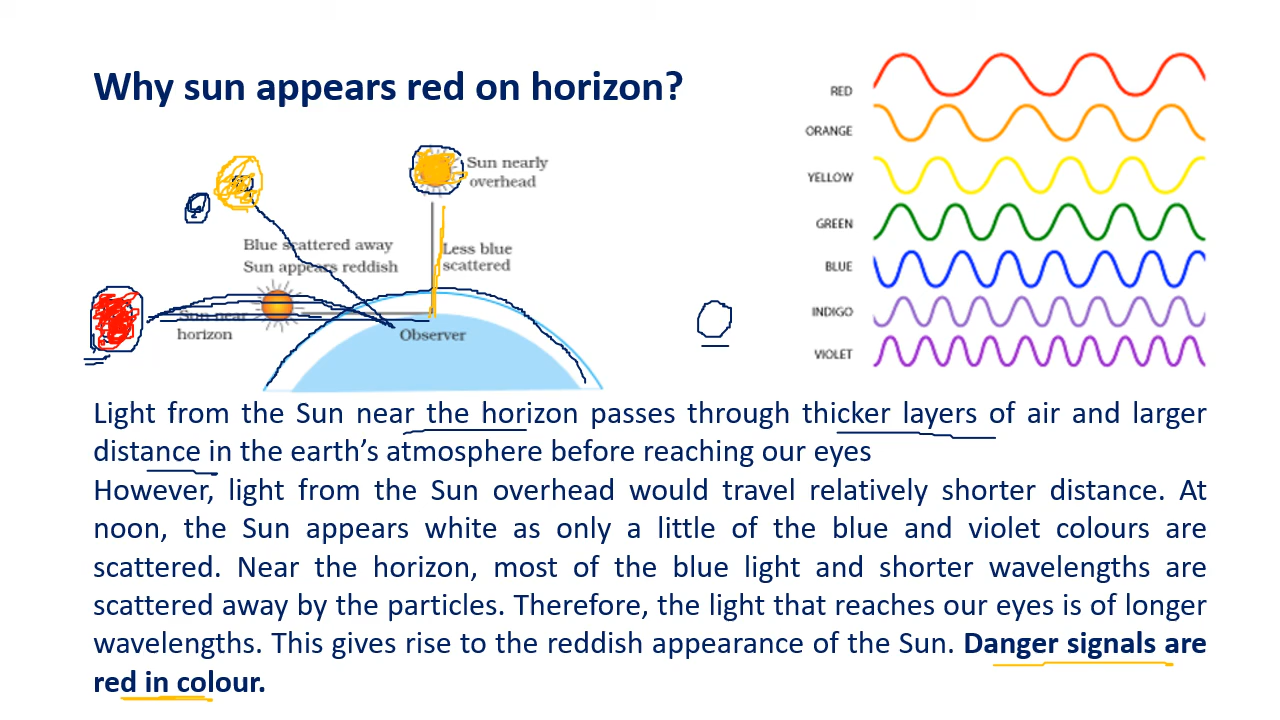 Why sun appears red on horizon?
Sun nearly
overhead
Blue scattered away
Sun appears reddish
Less blue
scattered
Sun near
horizon
Observer
RED
ORANGE
YELLOW
GREEN
BLUE
INDIGO
VIOLET
Light from the Sun near the horizon passes through thicker layers of air and larger
distance in the earth’s atmosphere before reaching our eyes
However, light from the Sun overhead would travel relatively shorter distance. At
noon, the Sun appears white as only a little of the blue and violet colours are
scattered. Near the horizon, most of the blue light and shorter wavelengths are
scattered away by the particles. Therefore, the light that reaches our eyes is of longer
wavelengths. This gives rise to the reddish appearance of the Sun. Danger signals are
red in colour.